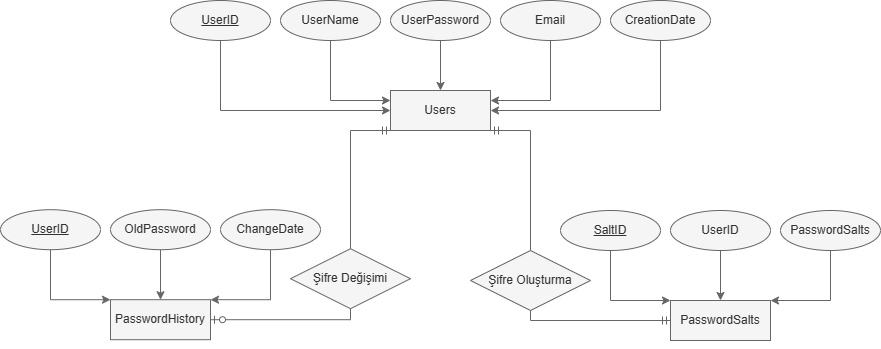 UserID
UserName
UserPassword
Email
CreationDate
Users
UserID
OldPassword
ChangeDate
SaltID
UserID
PasswordSalts
Şifre Değişimi
Şifre Oluşturma
PasswordHistory
PasswordSalts